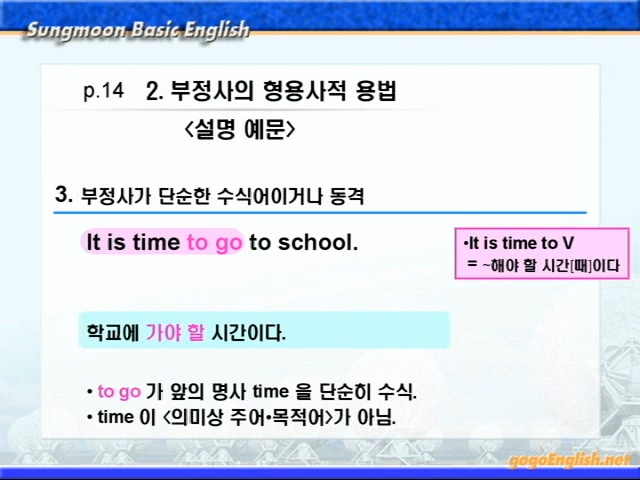 Sungmoon Basic English
p.14 2. 부정사의 형용사적 용법
<설명 예문>
3. 부정사가 단순한 수식어이거나 동격
It is time to go to school.
•It is time to V
= ~해야 할 시간[때]이다
학교에 가야 할 시간이다.
• to go 가 앞의 명사 time 을 단순히 수식.
• time 이 <의미상 주어•목적어>가 아님.
gogoEnglish.net